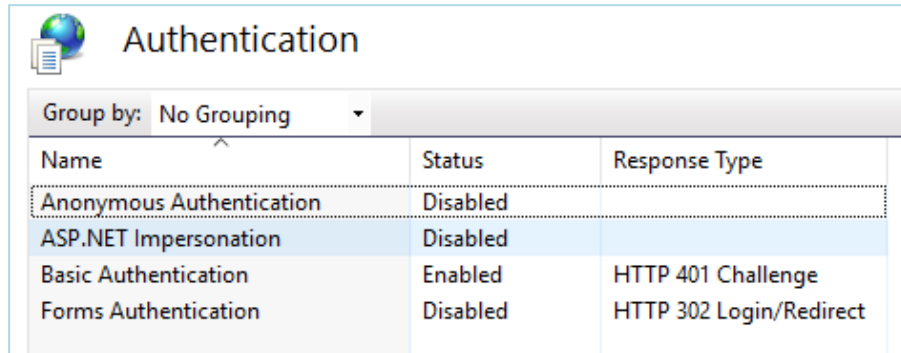 Authentication
Group by: No Grouping
Name Status Response Type
Anonymous Authentication Disabled
ASP.NET Impersonation Disabled
Basic Authentication Enabled HTTP 401 Challenge
Forms Authentication Disabled HTTP 302 Login/Redirect